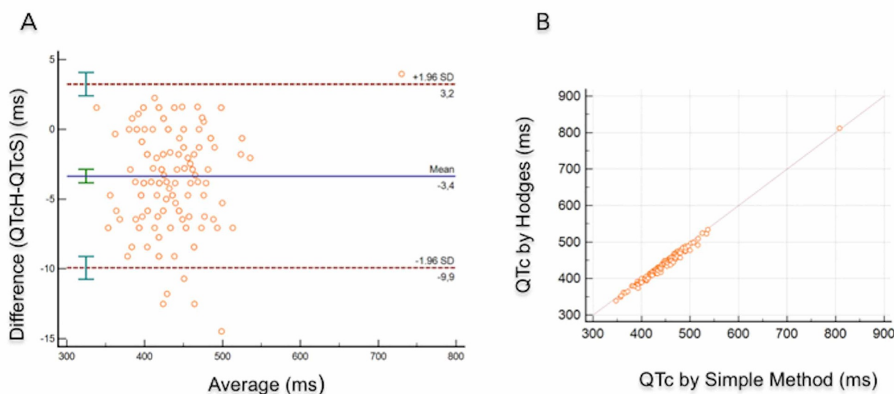 A
Difference (QTcH-QTcS) (ms)
5
0
-5
-10
-15
+1.96 SD
3,2
Mean
-3,4
-1.96 SD
-9,9
300
400
500
600
700
800
Average (ms)
B
QTc by Hodges
(ms)
900
800
700
600
500
400
300
300
400
500
600
700
800
900
QTc by Simple Method (ms)